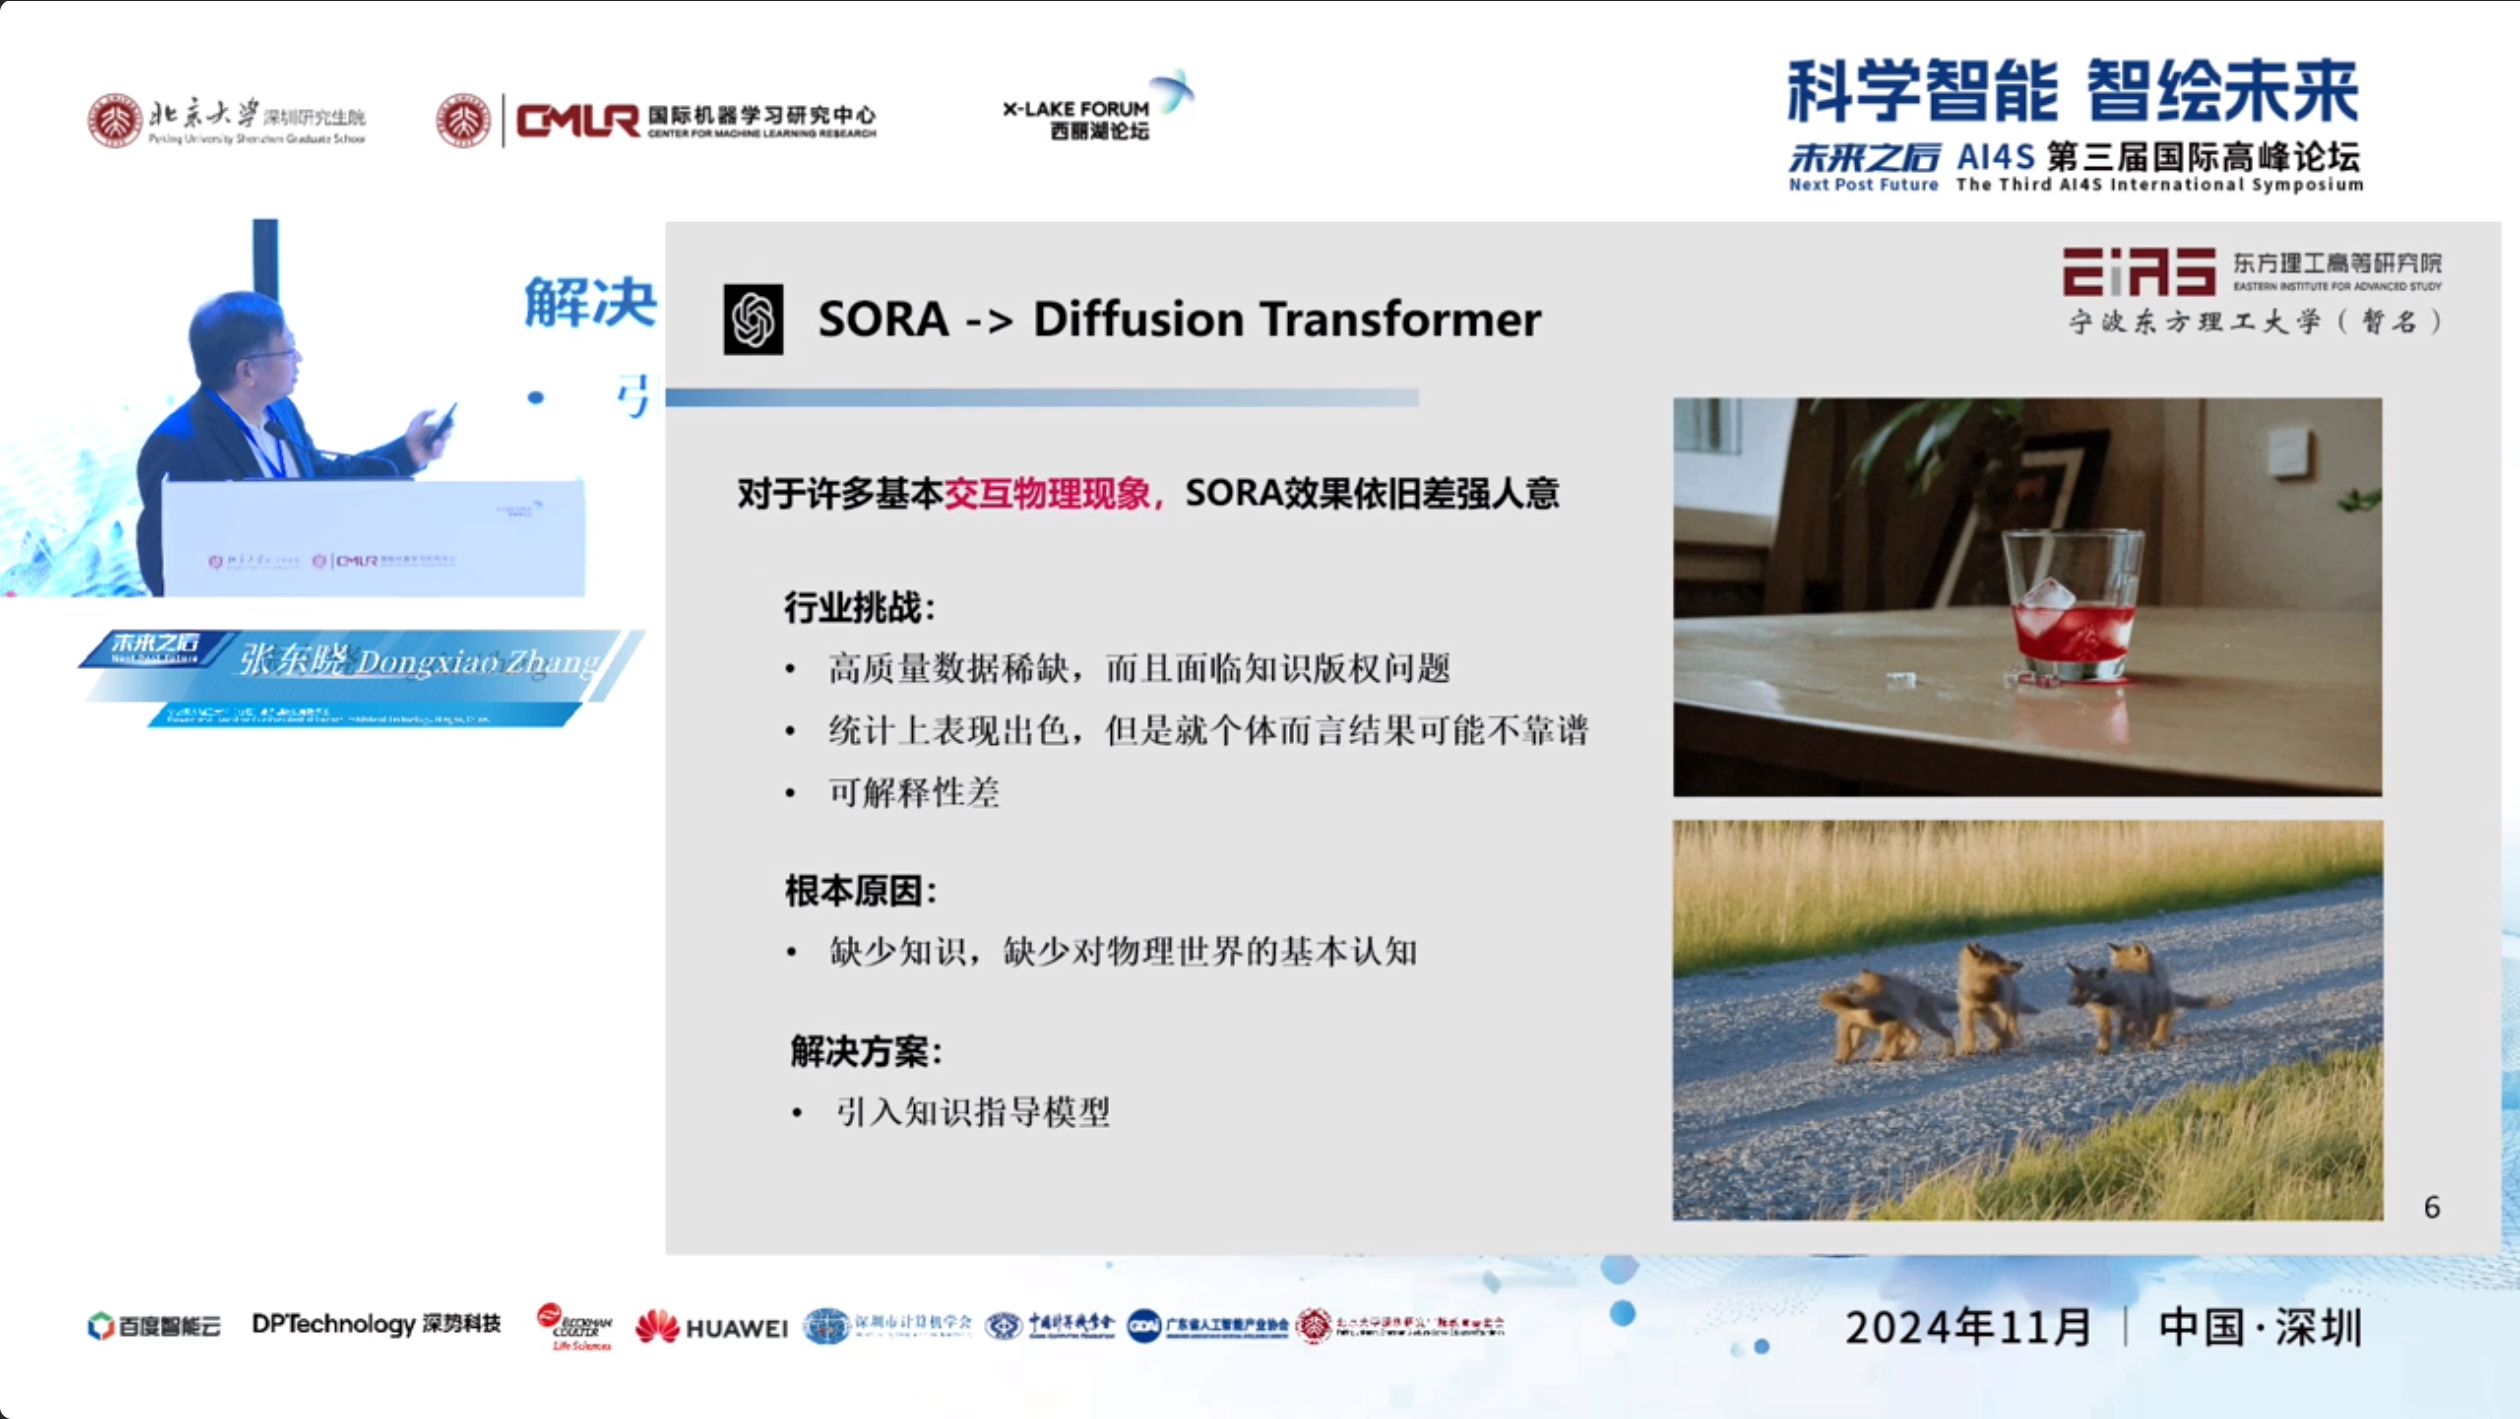 北京大学 深圳研究生院
Peking University Shenzhen Graduate School
CMLR 国际机器学习研究中心
CENTER FOR MACHINE LEARNING RESEARCH
X-LAKE FORUM
西丽湖论坛
科学智能 智绘未来
未来之后 AI4S 第三届国际高峰论坛
Next Post Future The Third AI4S International Symposium
解决
• 引
CMLR
未来之后
Next Post Future
张东晓 Dongxiao Zhang
EIAS 东方理工高等研究院
EASTERN INSTITUTE FOR ADVANCED STUDY
宁波东方理工大学（暂名）
SORA -> Diffusion Transformer
对于许多基本交互物理现象，SORA效果依旧差强人意
行业挑战：
• 高质量数据稀缺，而且面临知识版权问题
• 统计上表现出色，但是就个体而言结果可能不靠谱
• 可解释性差
根本原因：
• 缺少知识，缺少对物理世界的基本认知
解决方案：
• 引入知识指导模型
6
百度智能云
DPTechnology 深势科技
BECKMAN
COULTER
Life Sciences
HUAWEI
深圳市计算机学会
广东省人工智能产业协会
2024年11月 | 中国·深圳